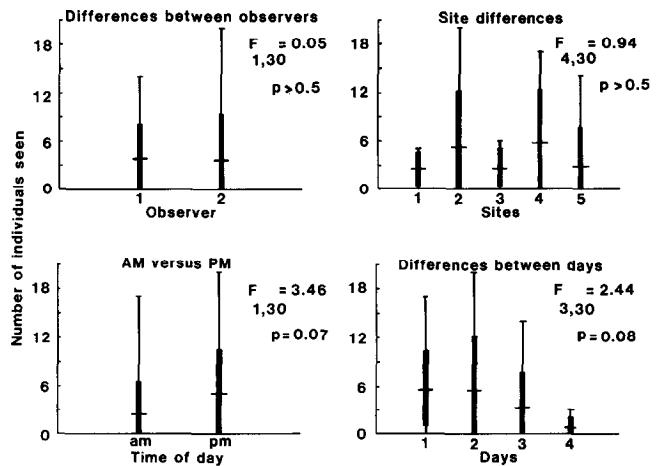 Differences between observers
18
12
6
0
F = 0.05
1,30
p > 0.5
1 2
Observer
Site differences
18
12
6
0
F = 0.94
4,30
p > 0.5
1 2 3 4 5
Sites
Number of individuals seen
AM versus PM
18
12
6
0
F = 3.46
1,30
p = 0.07
am pm
Time of day
Differences between days
18
12
6
0
F = 2.44
3,30
p = 0.08
1 2 3 4
Days